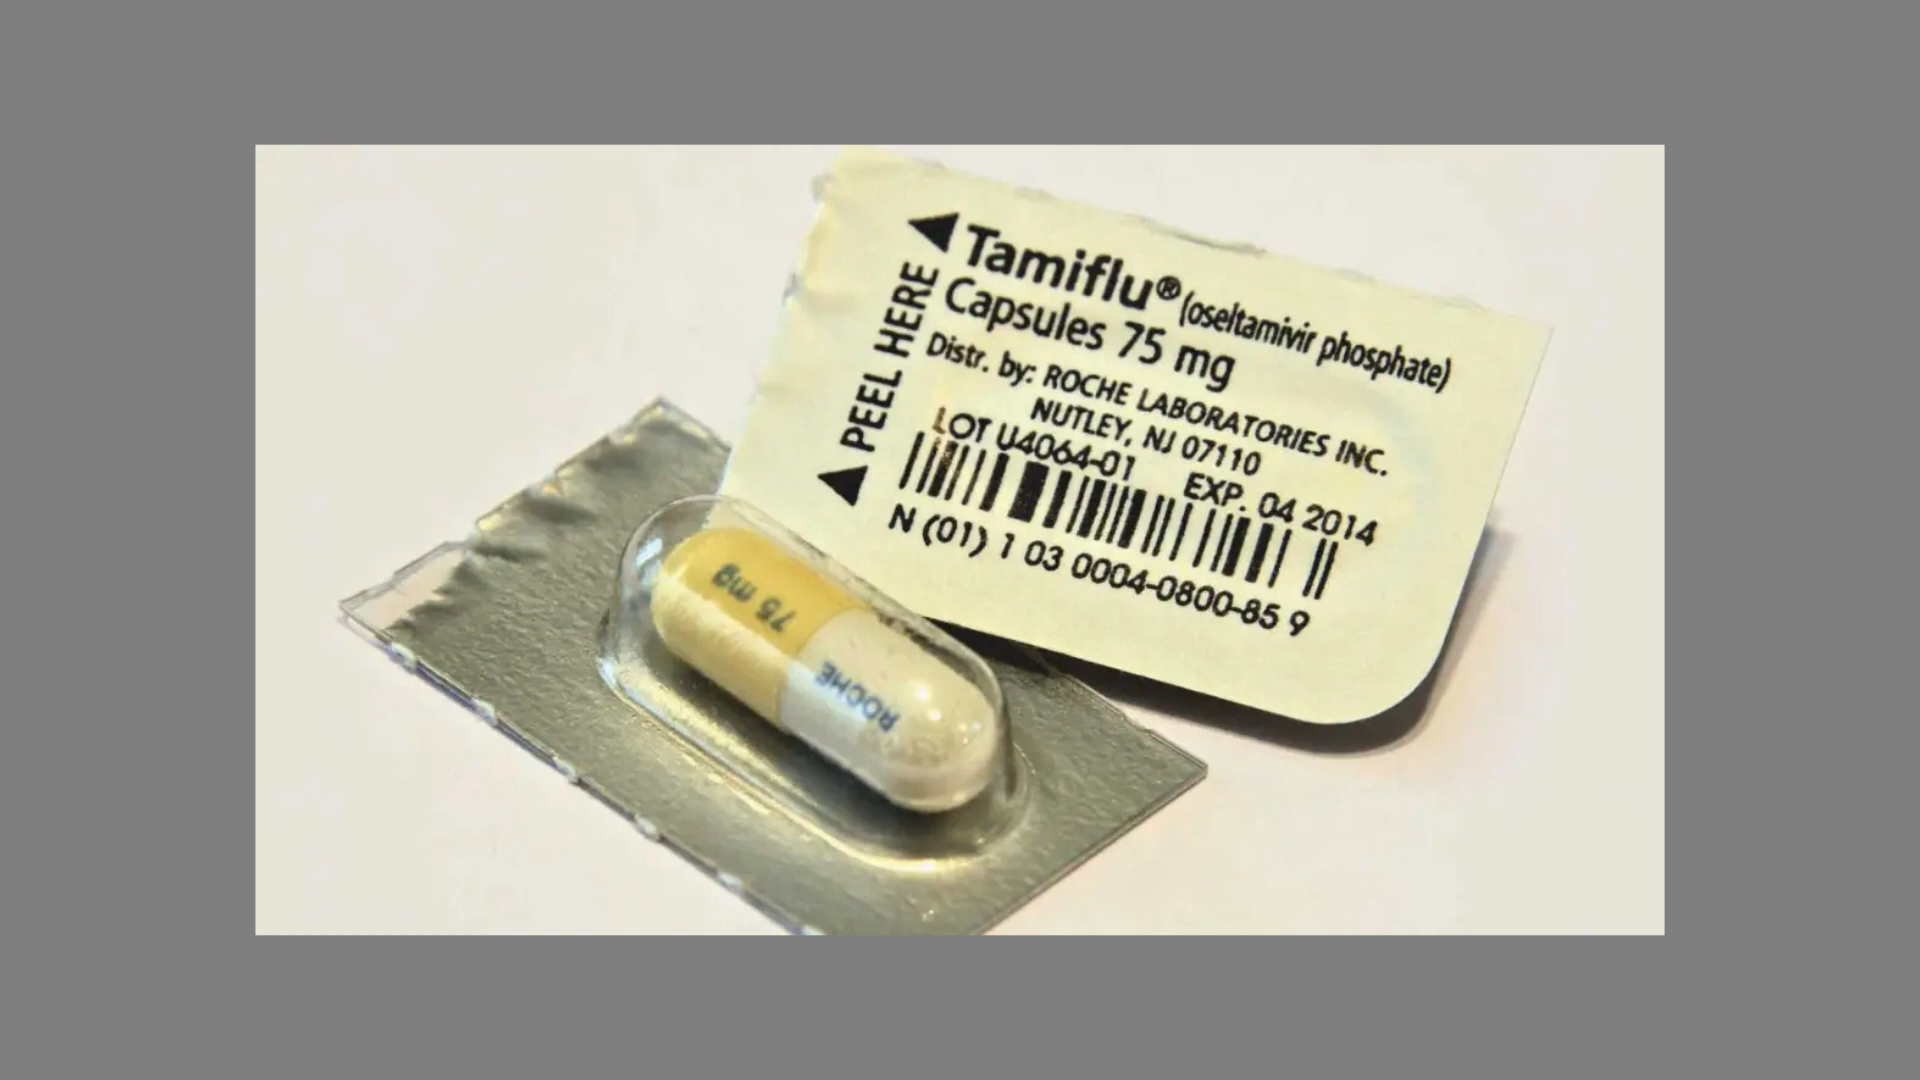 Tamiflu® (oseltamivir phosphate)
Capsules 75 mg
PEEL HERE
Distr. by: ROCHE LABORATORIES INC.
NUTLEY, NJ 07110
LOT U4064-01 EXP. 04 2014
N (01) 1 03 0004-0800-85 9
75 mg
ROCHE